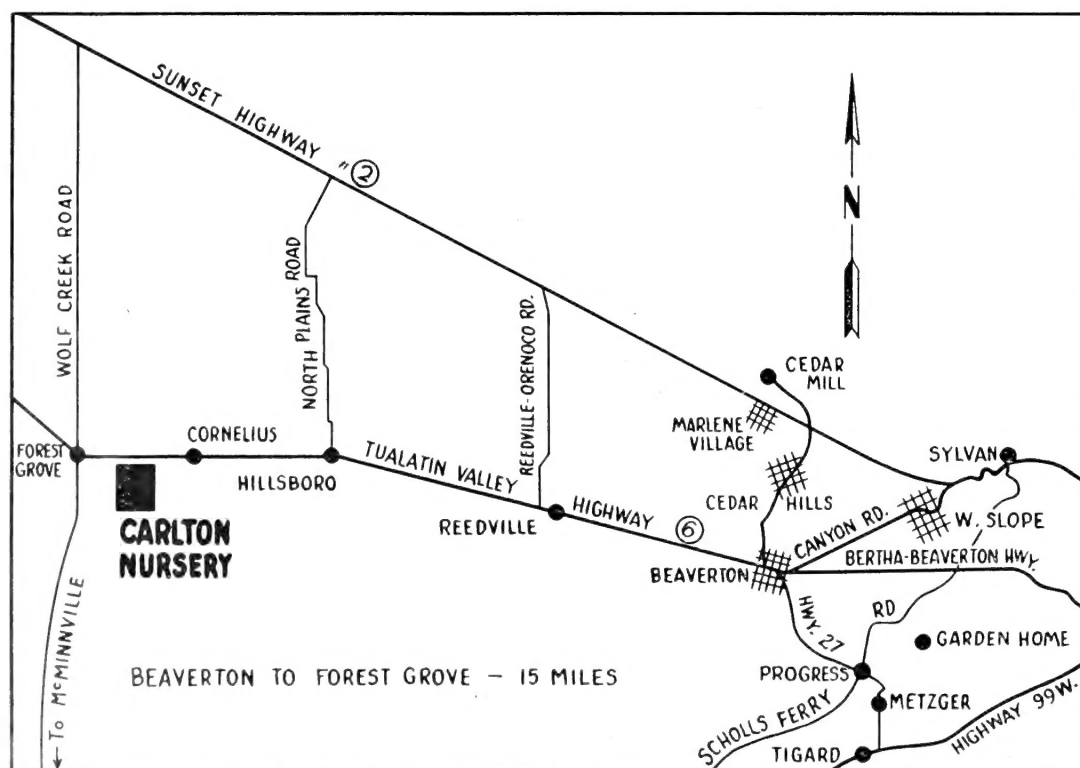 SUNSET HIGHWAY "2
N
WOLF CREEK ROAD
NORTH PLAINS ROAD
REEDVILLE-ORENOCO RD.
CEDAR
MILL
MARLENE
VILLAGE
FOREST
GROVE
CORNELIUS
HILLSBORO
TUALATIN VALLEY HIGHWAY 6
CARLTON
NURSERY
REEDVILLE
CEDAR HILLS
SYLVAN
W. SLOPE
CANYON RD.
BEAVERTON
BERTHA-BEAVERTON HWY.
HWY. 27
GARDEN HOME
PROGRESS
METZGER
SCHOLLS FERRY RD
TIGARD
HIGHWAY 99W.
BEAVERTON TO FOREST GROVE – 15 MILES
← TO McMINNVILLE